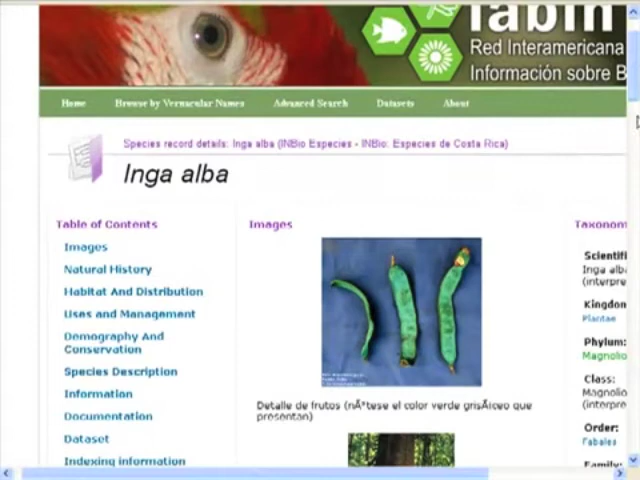 iabin
Red Interamericana
Información sobre B
Home Browse by Vernacular Names Advanced Search Datasets About
Species record details: Inga alba (INBio Especies - INBio: Especies de Costa Rica)
Inga alba
Table of Contents
Images
Natural History
Habitat And Distribution
Uses and Management
Demography And
Conservation
Species Description
Information
Documentation
Dataset
Indexing information
Images
Detalle de frutos (nÃ³tese el color verde grisÃ¡ceo que
presentan)
Taxonom
Scientifi
Inga alba
(interpre
Kingdon
Plantae
Phylum:
Magnolio
Class:
Magnolio
(interpre
Order:
Fabales
Family: